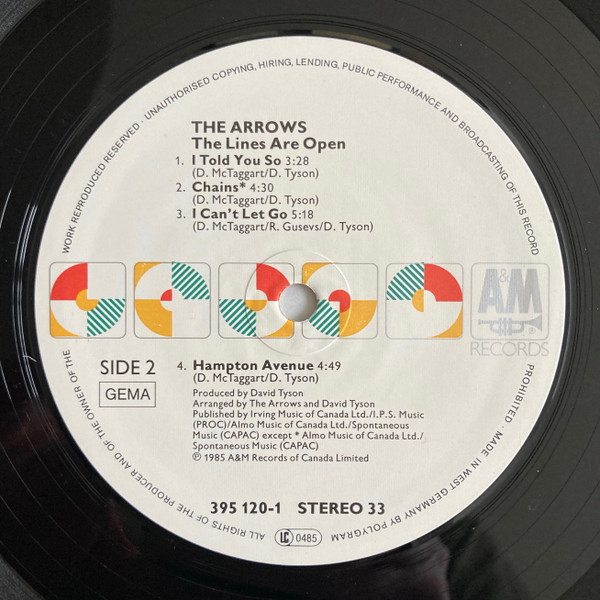 WORK REPRODUCED RESERVED · UNAUTHORISED COPYING, HIRING, LENDING, PUBLIC PERFORMANCE AND BROADCASTING OF THIS RECORD
THE ARROWS
The Lines Are Open
1. I Told You So 3:28
(D. McTaggart/D. Tyson)
2. Chains* 4:30
(D. McTaggart/D. Tyson)
3. I Can't Let Go 5:18
(D. McTaggart/R. Gusevs/D. Tyson)
A&M
RECORDS
SIDE 2
GEMA
4. Hampton Avenue 4:49
(D. McTaggart/D. Tyson)
Produced by David Tyson
Arranged by The Arrows and David Tyson
Published by Irving Music of Canada Ltd./I.P.S. Music
(PROC)/Almo Music of Canada Ltd./Spontaneous
Music (CAPAC) except * Almo Music of Canada Ltd./
Spontaneous Music (CAPAC)
℗ 1985 A&M Records of Canada Limited
395 120-1 STEREO 33
LC 0485
ALL RIGHTS OF THE PRODUCER AND OF THE OWNER OF THE
PROHIBITED. MADE IN WEST GERMANY BY POLYGRAM